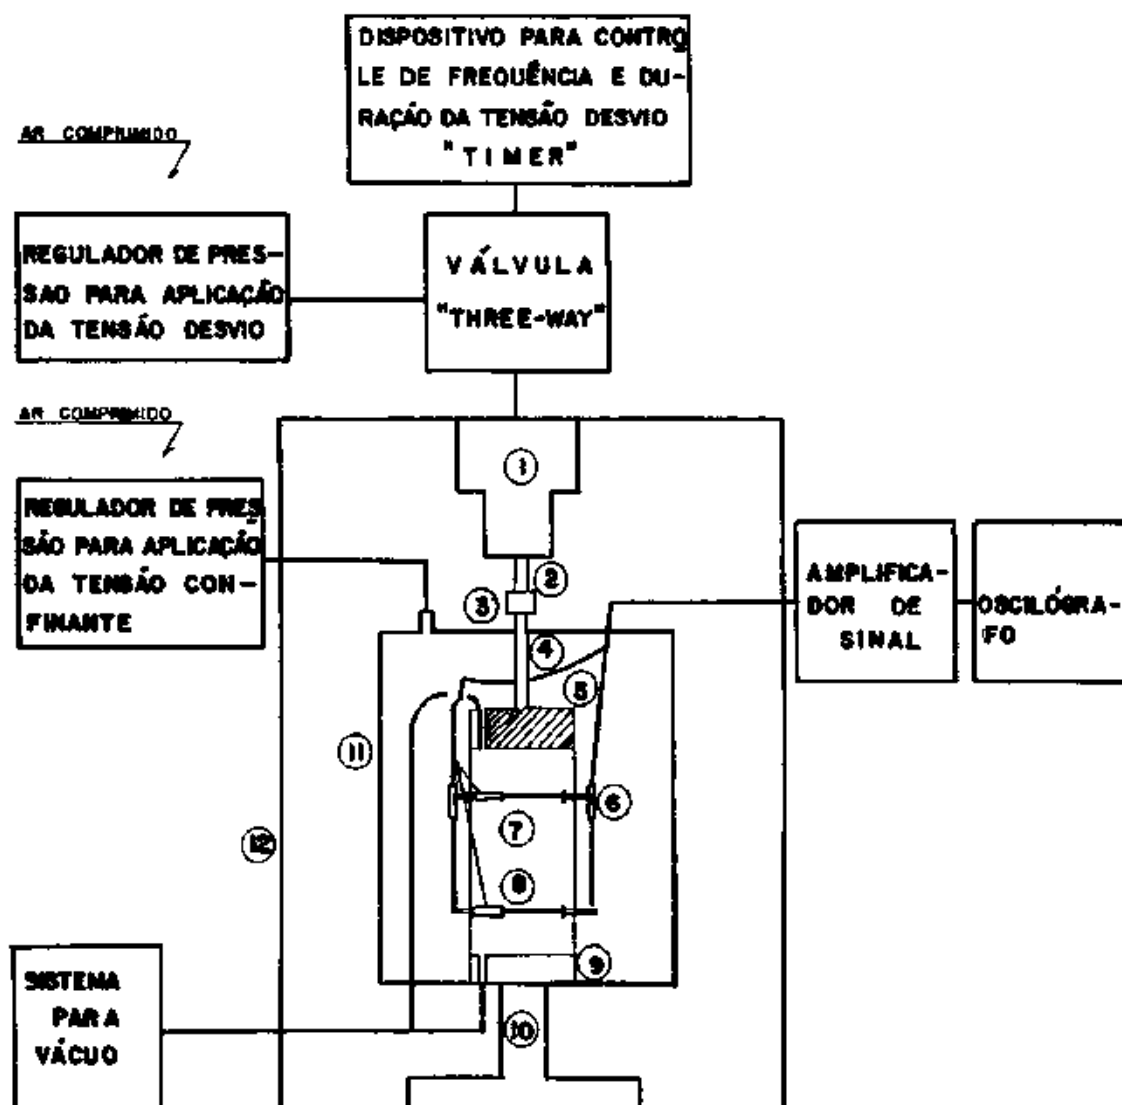 DISPOSITIVO PARA CONTRO
LE DE FREQUÊNCIA E DU-
RAÇÃO DA TENSÃO DESVIO
"TIMER"
AR COMPRIMIDO
REGULADOR DE PRES-
SAO PARA APLICAÇÃO
DA TENSÃO DESVIO
VÁLVULA
"THREE-WAY"
AR COMPRIMIDO
REGULADOR DE PRES
SÃO PARA APLICAÇÃO
DA TENSÃO CON-
FINANTE
1
2
3
AMPLIFICA-
DOR DE
SINAL
OSCILÓGRA-
FO
4
5
11
6
7
12
8
9
SISTEMA
PARA
VÁCUO
10